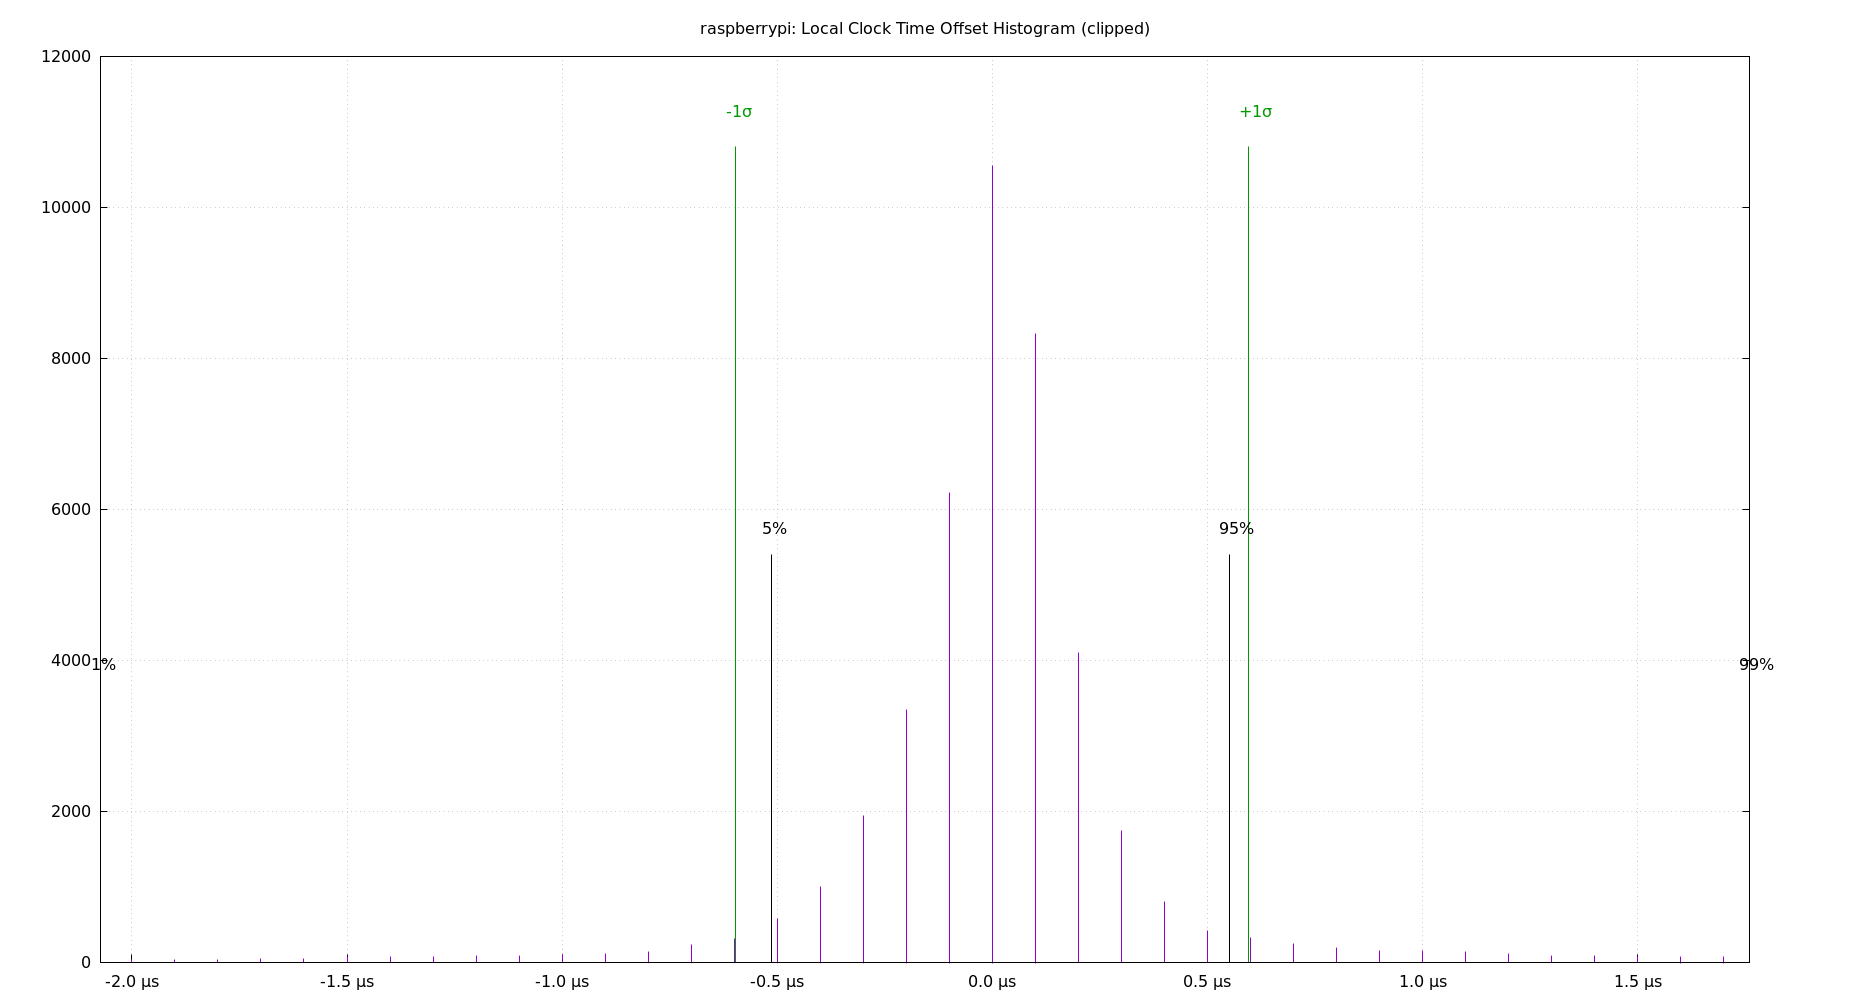 raspberrypi: Local Clock Time Offset Histogram (clipped)
12000
-1σ +1σ
10000
8000
6000
5% 95%
4000 1% 99%
2000
0
-2.0 µs -1.5 µs -1.0 µs -0.5 µs 0.0 µs 0.5 µs 1.0 µs 1.5 µs